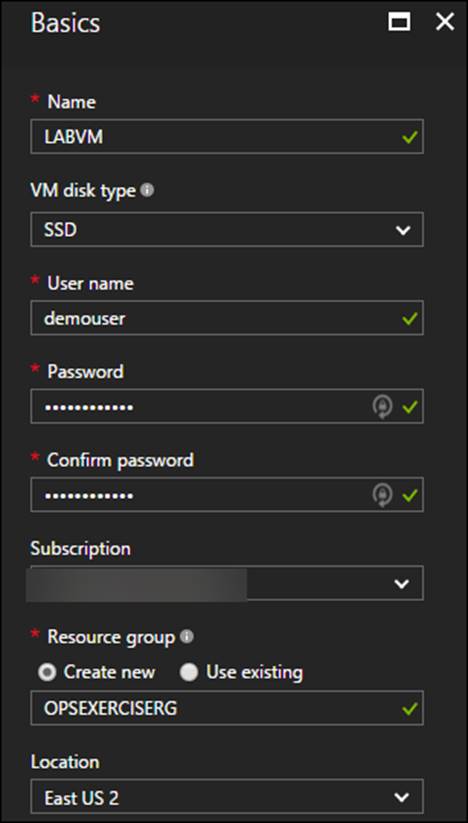 Basics
* Name
LABVM
VM disk type
SSD
* User name
demouser
* Password
••••••••••••
* Confirm password
••••••••••••
Subscription
* Resource group
Create new Use existing
OPSEXERCISERG
Location
East US 2